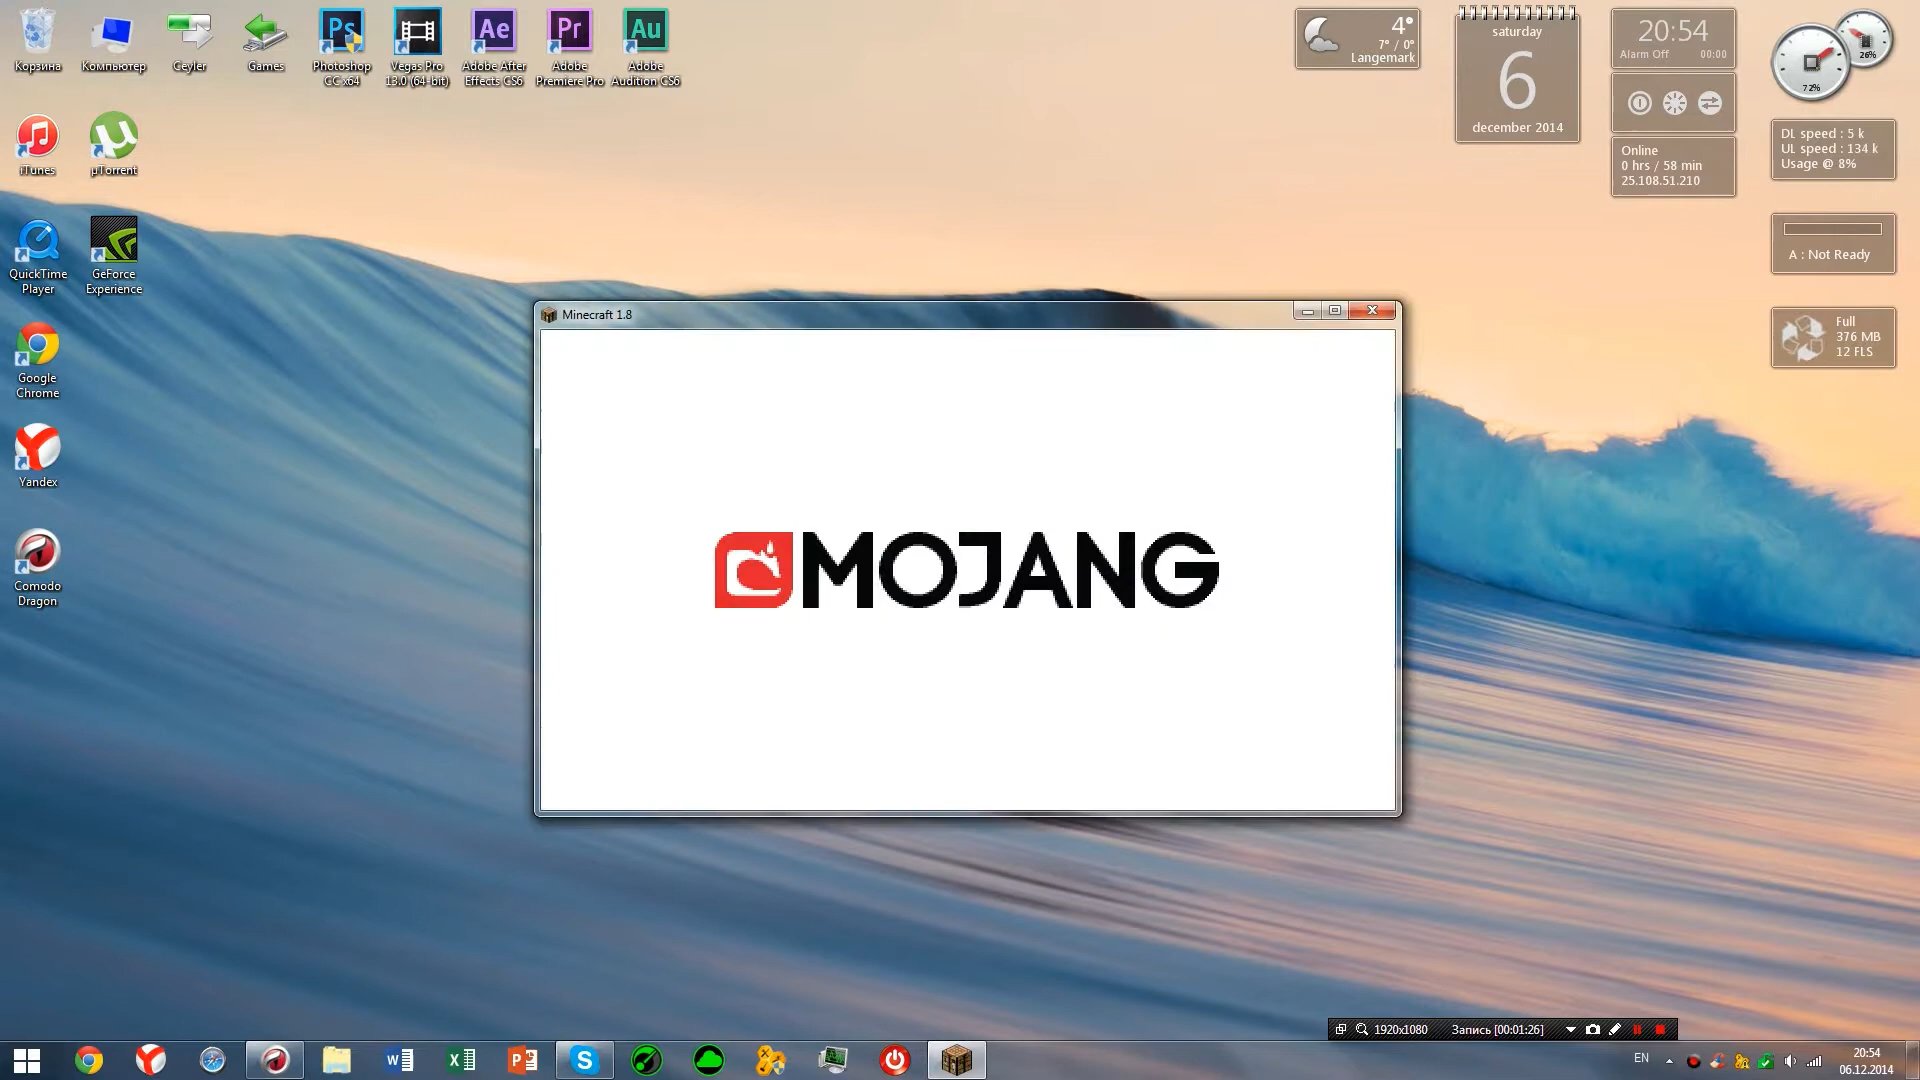 Корзина
Компьютер
Ceyler
Games
Photoshop
CC x64
Vegas Pro
13.0 (64-bit)
Adobe After
Effects CS6
Adobe
Premiere Pro
Adobe
Audition CS6
iTunes
µTorrent
QuickTime
Player
GeForce
Experience
Google
Chrome
Yandex
Comodo
Dragon
4°
7° / 0°
Langemark
saturday
6
december 2014
20:54
Alarm Off 00:00
Online
0 hrs / 58 min
25.108.51.210
72%
26%
DL speed : 5 k
UL speed : 134 k
Usage @ 8%
A : Not Ready
Full
376 MB
12 FLS
Minecraft 1.8
MOJANG
1920x1080 Запись [00:01:26]
EN
20:54
06.12.2014